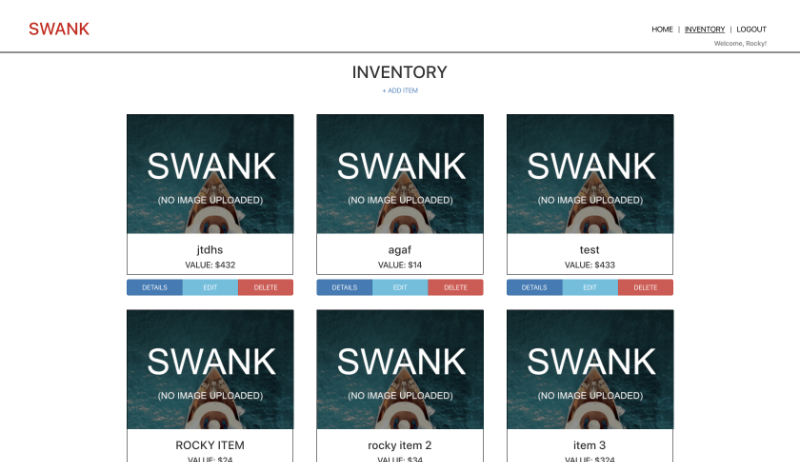 SWANK
HOME | INVENTORY | LOGOUT
Welcome, Rocky!
INVENTORY
+ ADD ITEM
SWANK SWANK SWANK
(NO IMAGE UPLOADED) (NO IMAGE UPLOADED) (NO IMAGE UPLOADED)
jtdhs agaf test
VALUE: $432 VALUE: $14 VALUE: $433
DETAILS EDIT DELETE DETAILS EDIT DELETE DETAILS EDIT DELETE
SWANK SWANK SWANK
(NO IMAGE UPLOADED) (NO IMAGE UPLOADED) (NO IMAGE UPLOADED)
ROCKY ITEM rocky item 2 item 3
VALUE: $24 VALUE: $34 VALUE: $324